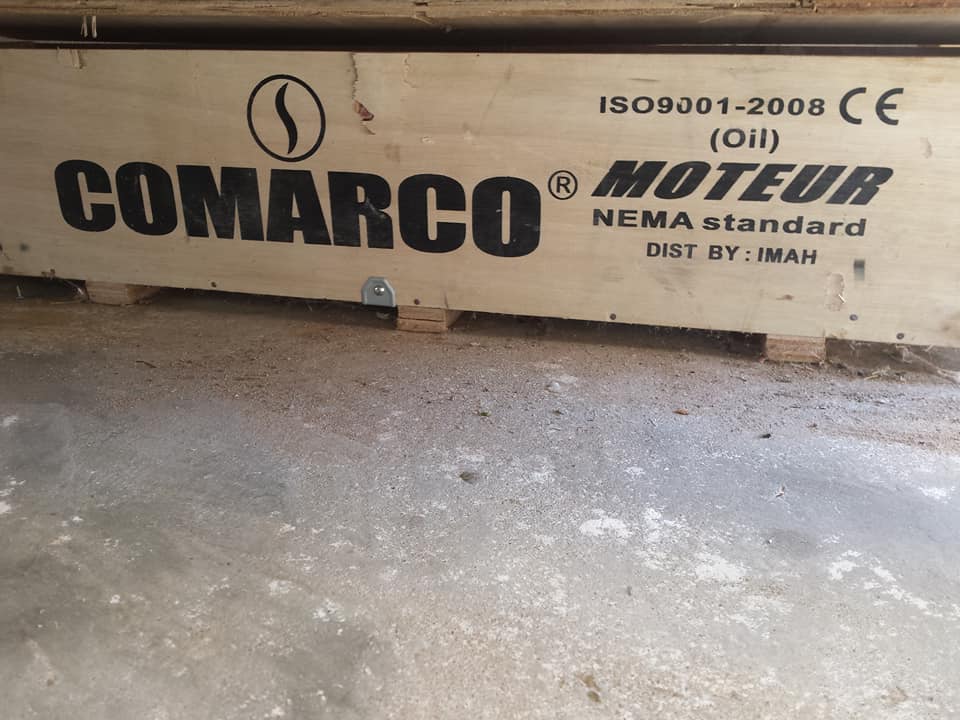 COMARCO®
ISO9001-2008 CE
(Oil)
MOTEUR
NEMA standard
DIST BY : IMAH